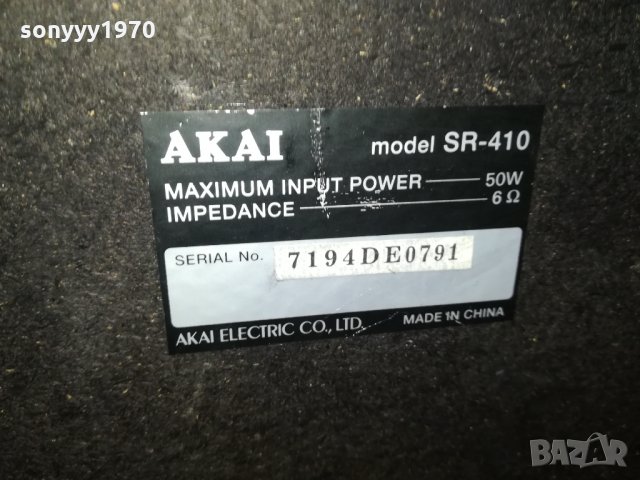 sonyyy1970
AKAI model SR-410
MAXIMUM INPUT POWER 50W
IMPEDANCE 6 Ω
SERIAL No. 7194DE0791
AKAI ELECTRIC CO., LTD. MADE IN CHINA
BAZAR